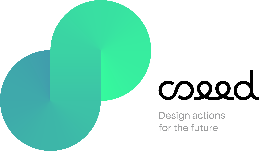 cseed
Design actions
for the future